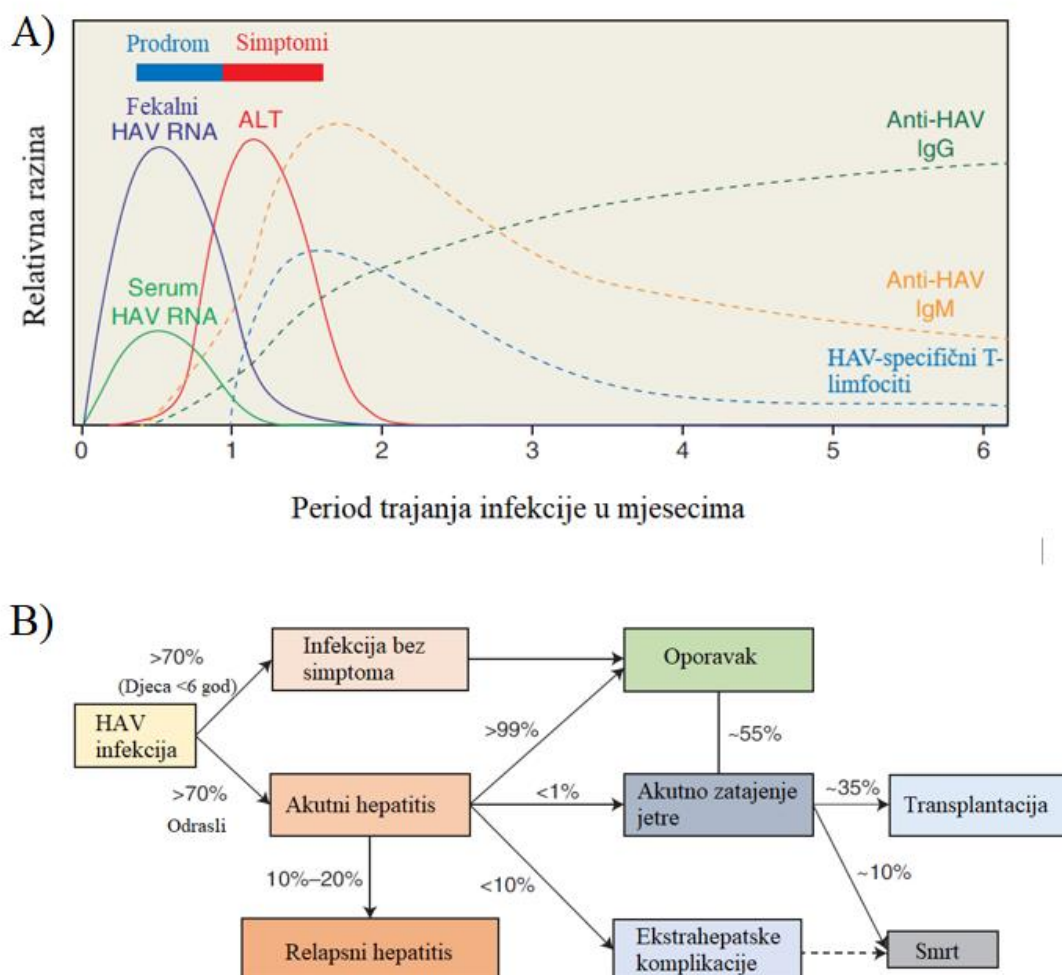 A)
Prodrom
Simptomi
Fekalni
HAV RNA
ALT
Serum
HAV RNA
Anti-HAV
IgG
Anti-HAV
IgM
HAV-specifični T-
limfociti
Relativna razina
0 1 2 3 4 5 6
Period trajanja infekcije u mjesecima
B)
>70%
(Djeca <6 god)
Infekcija bez
simptoma
Oporavak
HAV
infekcija
>99%
~55%
>70%
Odrasli
Akutni hepatitis
<1%
Akutno zatajenje
jetre
~35%
Transplantacija
10%–20%
<10%
~10%
Relapsni hepatitis
Ekstrahepatske
komplikacije
Smrt